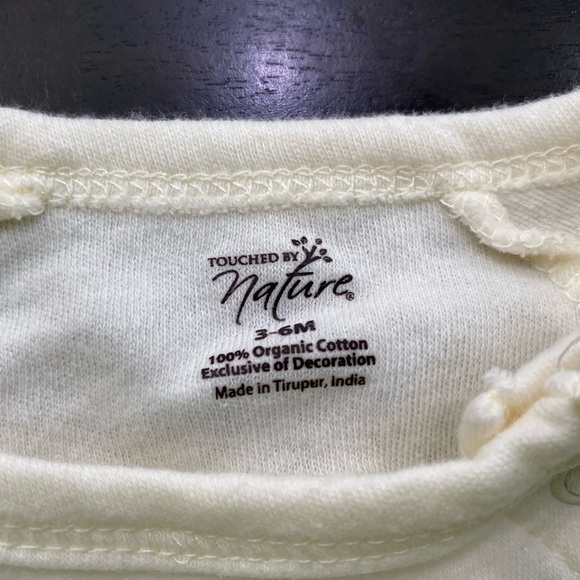 TOUCHED BY
Nature®
3-6M
100% Organic Cotton
Exclusive of Decoration
Made in Tirupur, India